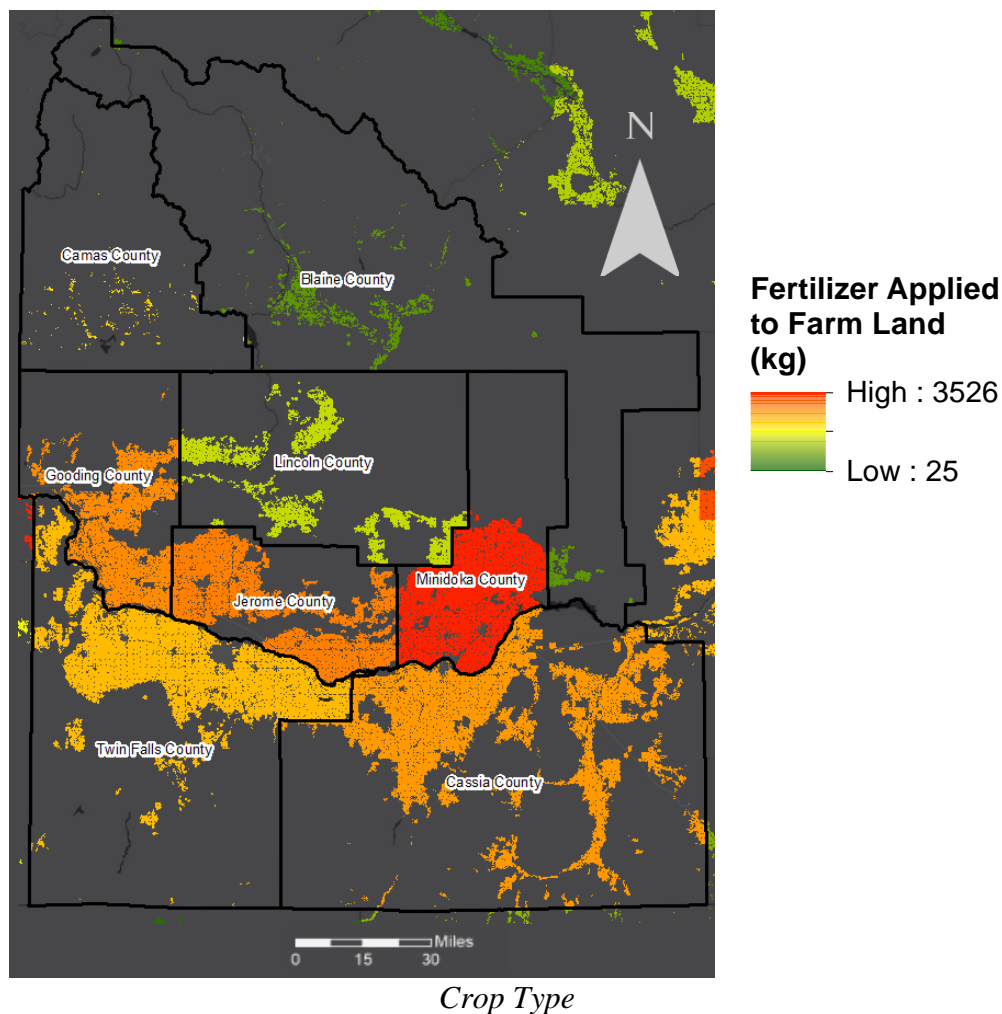 N
Camas County
Blaine County
Fertilizer Applied
to Farm Land
(kg)
High : 3526
Low : 25
Lincoln County
Gooding County
Minidoka County
Jerome County
Twin Falls County
Cassia County
Miles
0 15 30
Crop Type